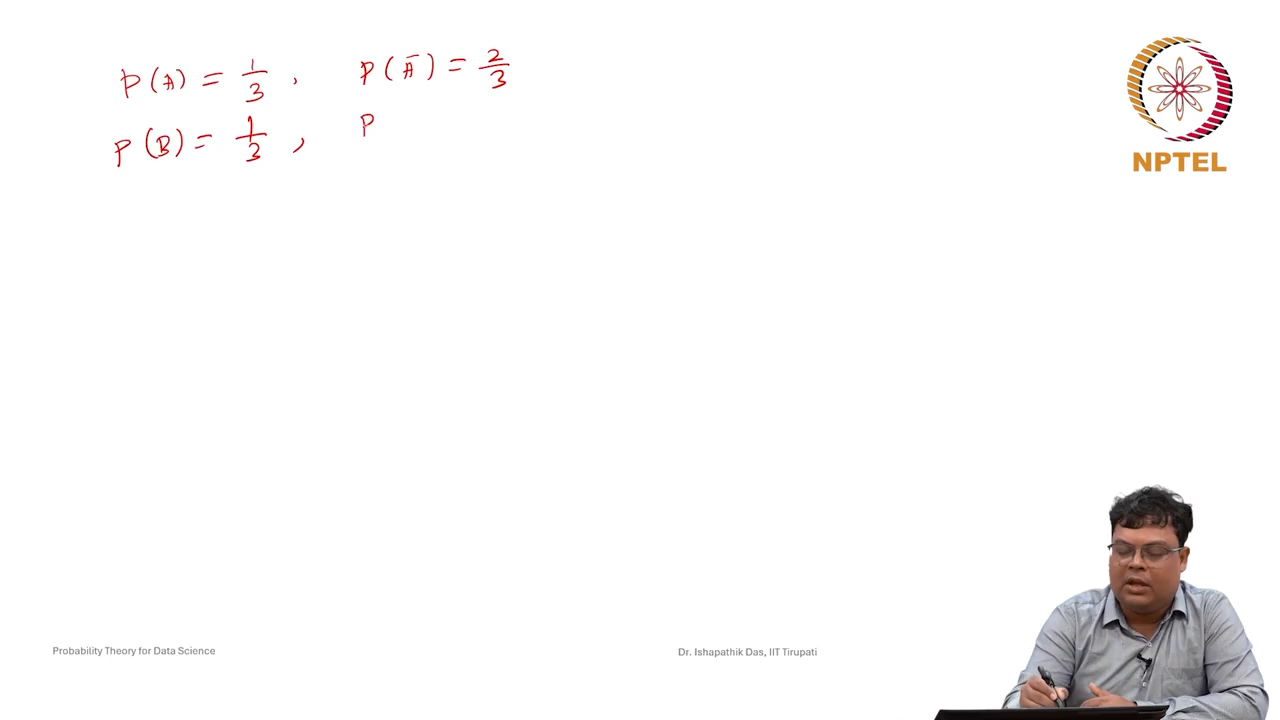 P(A) = 1/3 , P(Ā) = 2/3
P(B) = 1/3 , P
NPTEL
Probability Theory for Data Science
Dr. Ishapathik Das, IIT Tirupati